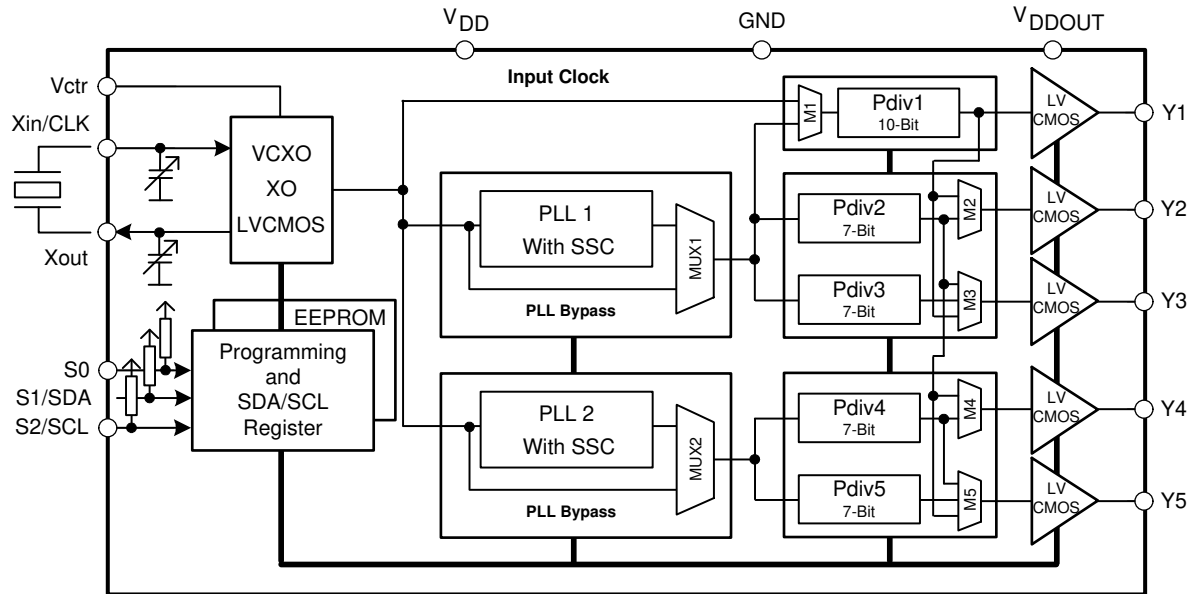 VDD
GND
VDDOUT
Input Clock
Vctr
Xin/CLK
Xout
VCXO
XO
LVCMOS
EEPROM
Programming
and
SDA/SCL
Register
S0
S1/SDA
S2/SCL
PLL 1
With SSC
MUX1
PLL Bypass
PLL 2
With SSC
MUX2
PLL Bypass
M1
Pdiv1
10-Bit
LV
CMOS
Y1
Pdiv2
7-Bit
M2
LV
CMOS
Y2
Pdiv3
7-Bit
M3
LV
CMOS
Y3
Pdiv4
7-Bit
M4
LV
CMOS
Y4
Pdiv5
7-Bit
M5
LV
CMOS
Y5